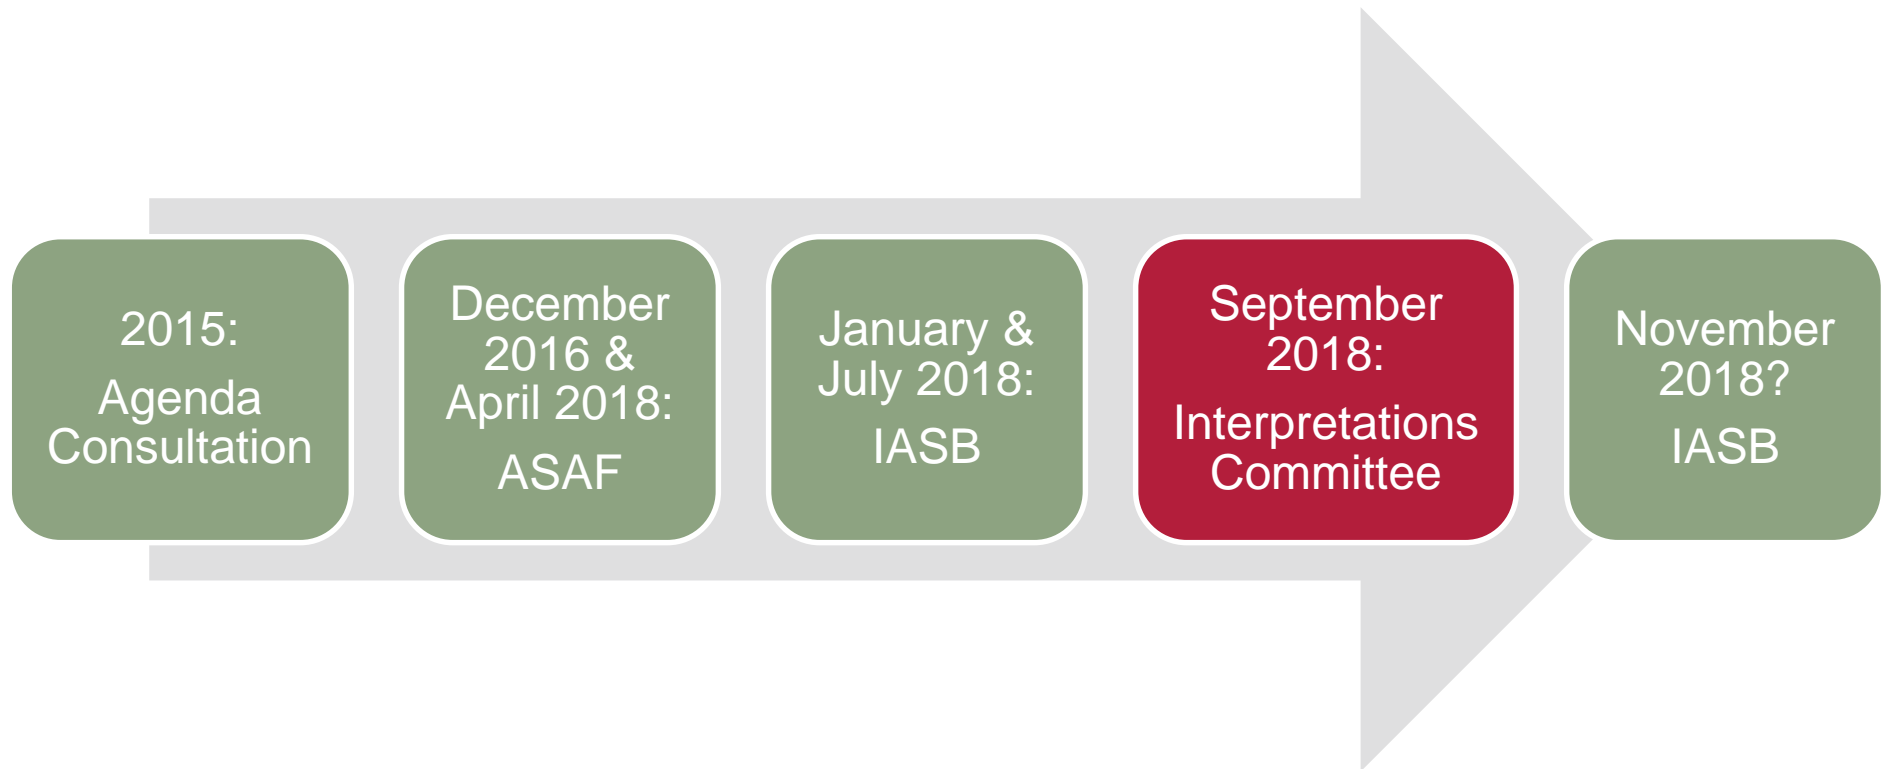 2015:
Agenda
Consultation
December
2016 &
April 2018:
ASAF
January &
July 2018:
IASB
September
2018:
Interpretations
Committee
November
2018?
IASB